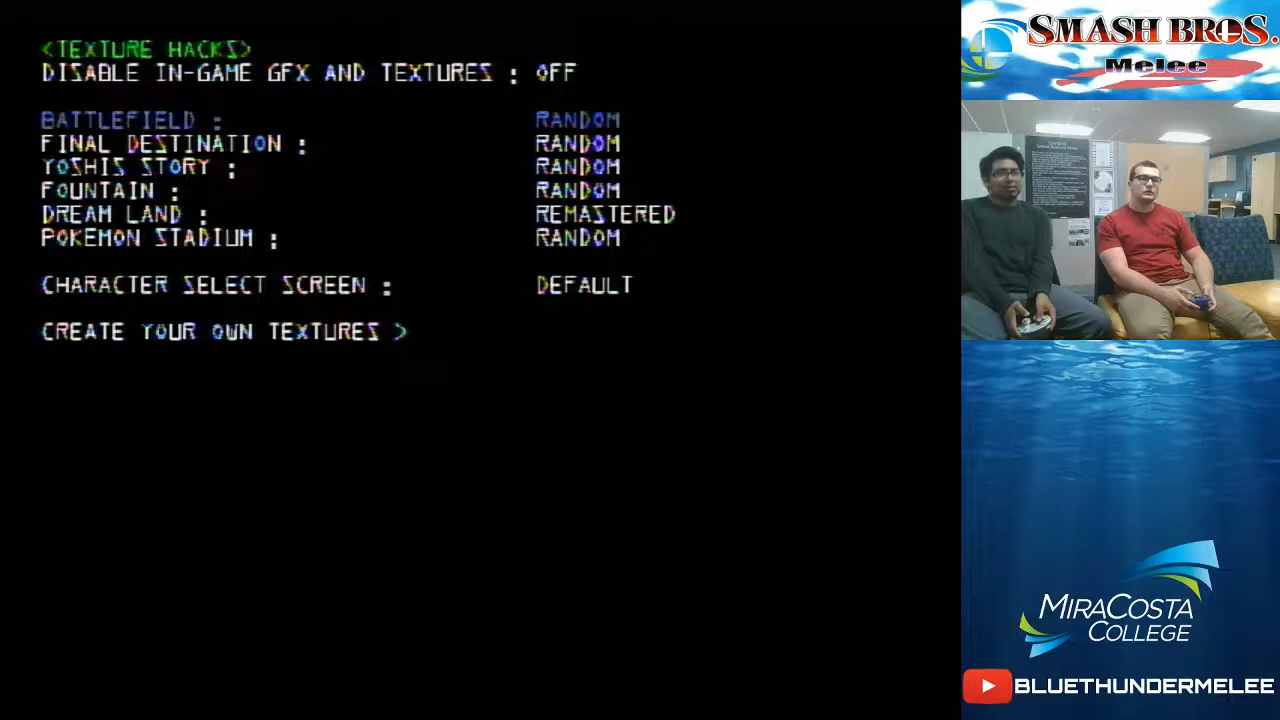 <TEXTURE HACKS>
DISABLE IN-GAME GFX AND TEXTURES : OFF
BATTLEFIELD : RANDOM
FINAL DESTINATION : RANDOM
YOSHIS STORY : RANDOM
FOUNTAIN : RANDOM
DREAM LAND : REMASTERED
POKEMON STADIUM : RANDOM
CHARACTER SELECT SCREEN : DEFAULT
CREATE YOUR OWN TEXTURES >
SMASH BROS.
Melee
MIRACOSTA
COLLEGE
BLUETHUNDERMELEE